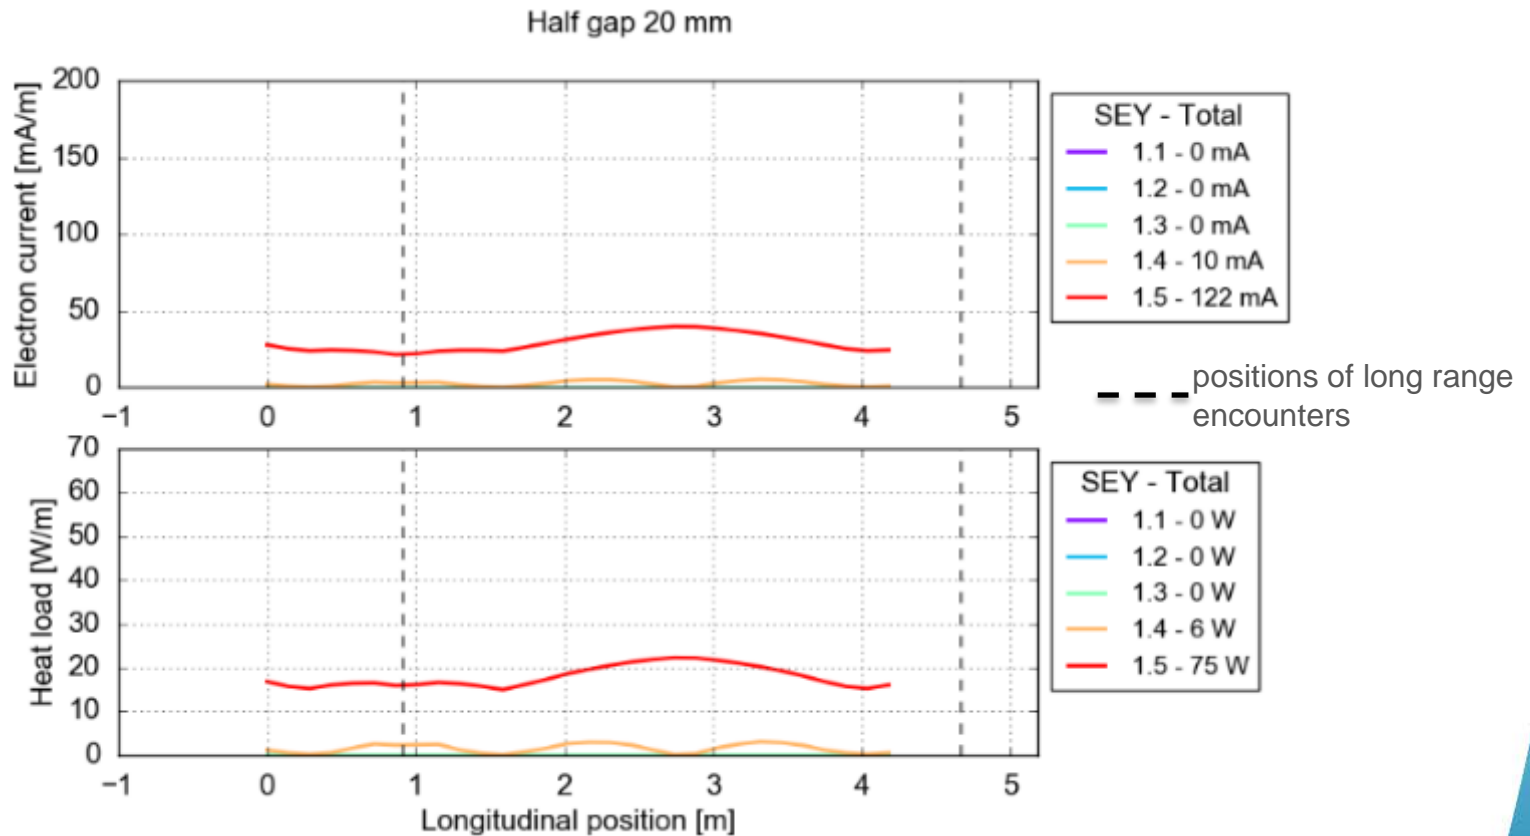 Half gap 20 mm
Electron current [mA/m]
200
150
100
50
0
−1 0 1 2 3 4 5
SEY - Total
1.1 - 0 mA
1.2 - 0 mA
1.3 - 0 mA
1.4 - 10 mA
1.5 - 122 mA
positions of long range
encounters
Heat load [W/m]
70
60
50
40
30
20
10
0
−1 0 1 2 3 4 5
Longitudinal position [m]
SEY - Total
1.1 - 0 W
1.2 - 0 W
1.3 - 0 W
1.4 - 6 W
1.5 - 75 W